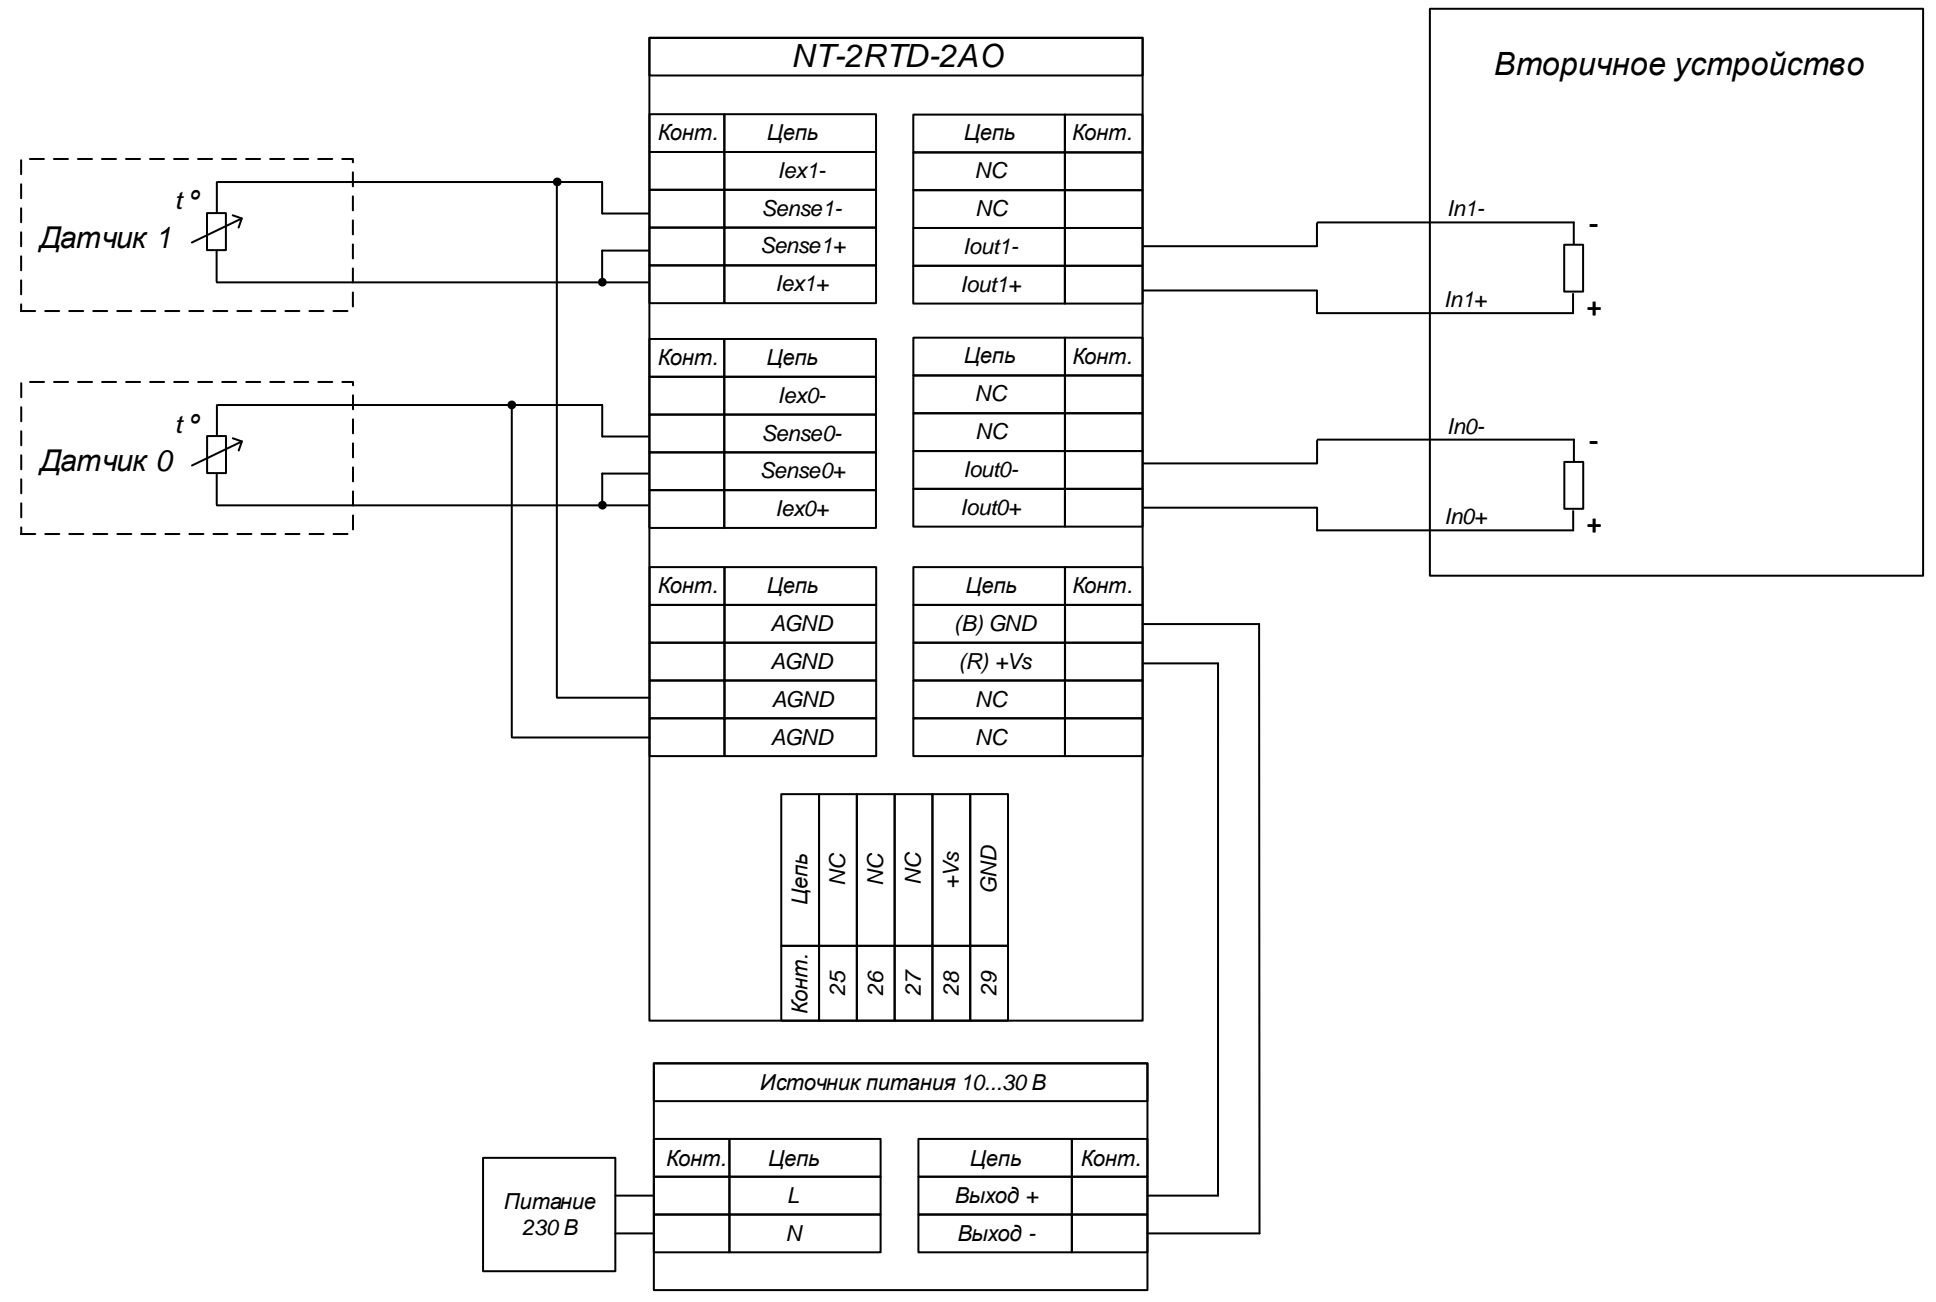 NT-2RTD-2AO
Вторичное устройство
Конт. Цепь Цепь Конт.
Iex1- NC
Sense1- NC
Sense1+ Iout1-
Iex1+ Iout1+
t°
Датчик 1
In1- -
In1+ +
Конт. Цепь Цепь Конт.
Iex0- NC
Sense0- NC
Sense0+ Iout0-
Iex0+ Iout0+
t°
Датчик 0
In0- -
In0+ +
Конт. Цепь Цепь Конт.
AGND (B) GND
AGND (R) +Vs
AGND NC
AGND NC
Цепь NC NC NC +Vs GND
Конт. 25 26 27 28 29
Источник питания 10...30 В
Конт. Цепь Цепь Конт.
L Выход +
N Выход -
Питание
230 В